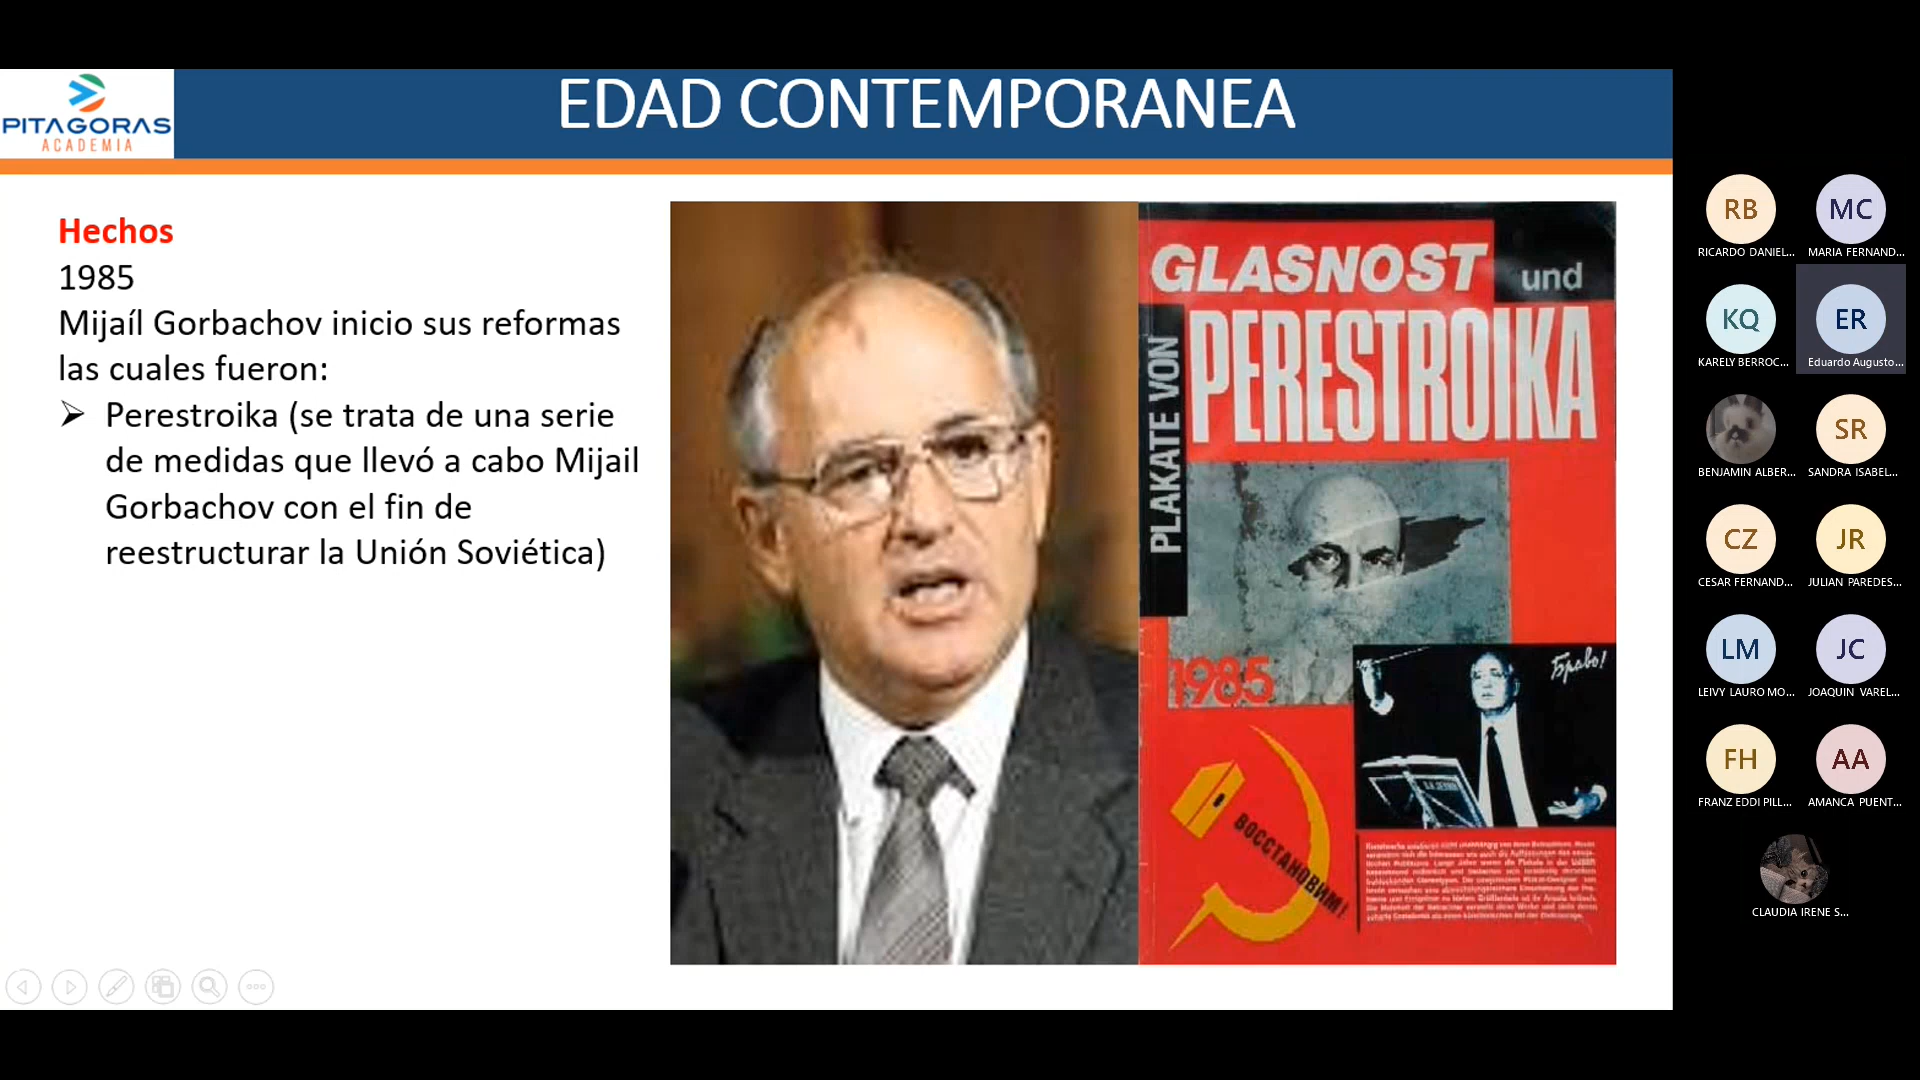 PITAGORAS
ACADEMIA
EDAD CONTEMPORANEA
Hechos
1985
Mijaíl Gorbachov inicio sus reformas
las cuales fueron:
➢ Perestroika (se trata de una serie
de medidas que llevó a cabo Mijail
Gorbachov con el fin de
reestructurar la Unión Soviética)
GLASNOST und
PERESTROIKA
PLAKATE VON
1985
Браво!
ВОССТАНОВИМ!
RB
RICARDO DANIEL...
MC
MARIA FERNAND...
KQ
KARELY BERROC...
ER
Eduardo Augusto...
BENJAMIN ALBER...
SR
SANDRA ISABEL...
CZ
CESAR FERNAND...
JR
JULIAN PAREDES...
LM
LEIVY LAURO MO...
JC
JOAQUIN VAREL...
FH
FRANZ EDDI PILL...
AA
AMANCA PUENT...
CLAUDIA IRENE S...